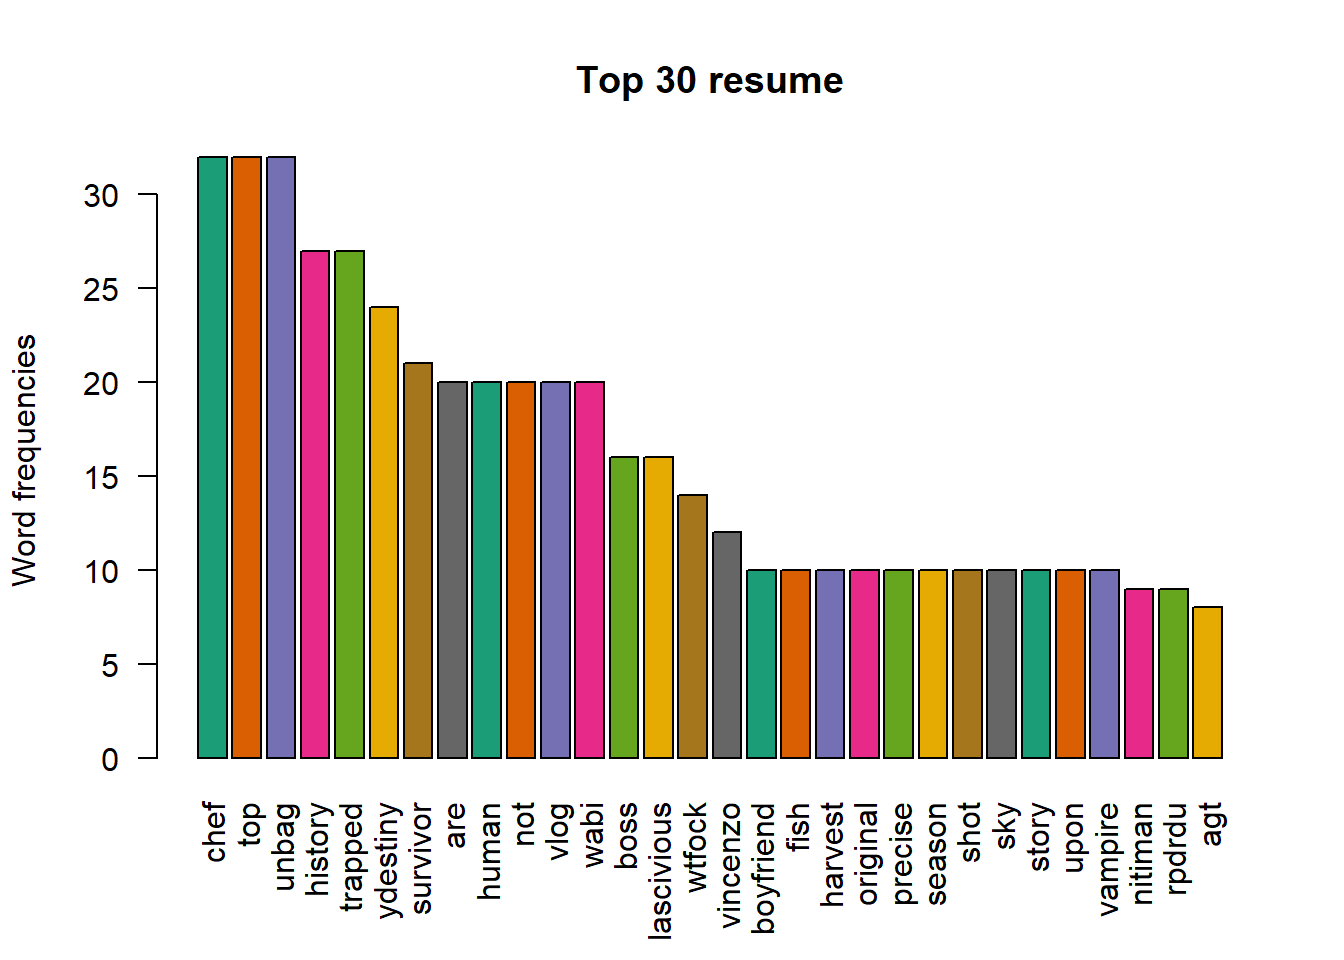 Top 30 resume
Word frequencies
30
25
20
15
10
5
0
chef
top
unbag
history
trapped
ydestiny
survivor
are
human
not
vlog
wabi
boss
lascivious
wtfock
vincenzo
boyfriend
fish
harvest
original
precise
season
shot
sky
story
upon
vampire
nitiman
rpdrdu
agt